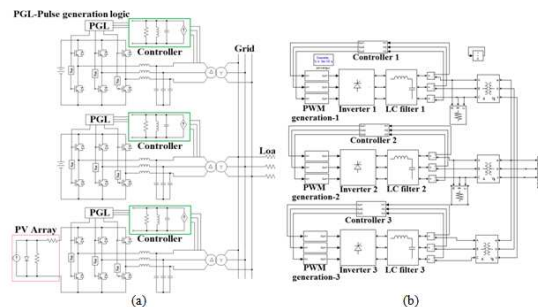 PGL-Pulse generation logic
PGL
Controller
Grid
PGL
Controller
Loa
PV Array
PGL
Controller
(a)
Controller 1
PWM
generation-1
Inverter 1
LC filter 1
Controller 2
PWM
generation-2
Inverter 2
LC filter 2
Controller 3
PWM
generation-3
Inverter 3
LC filter 3
(b)